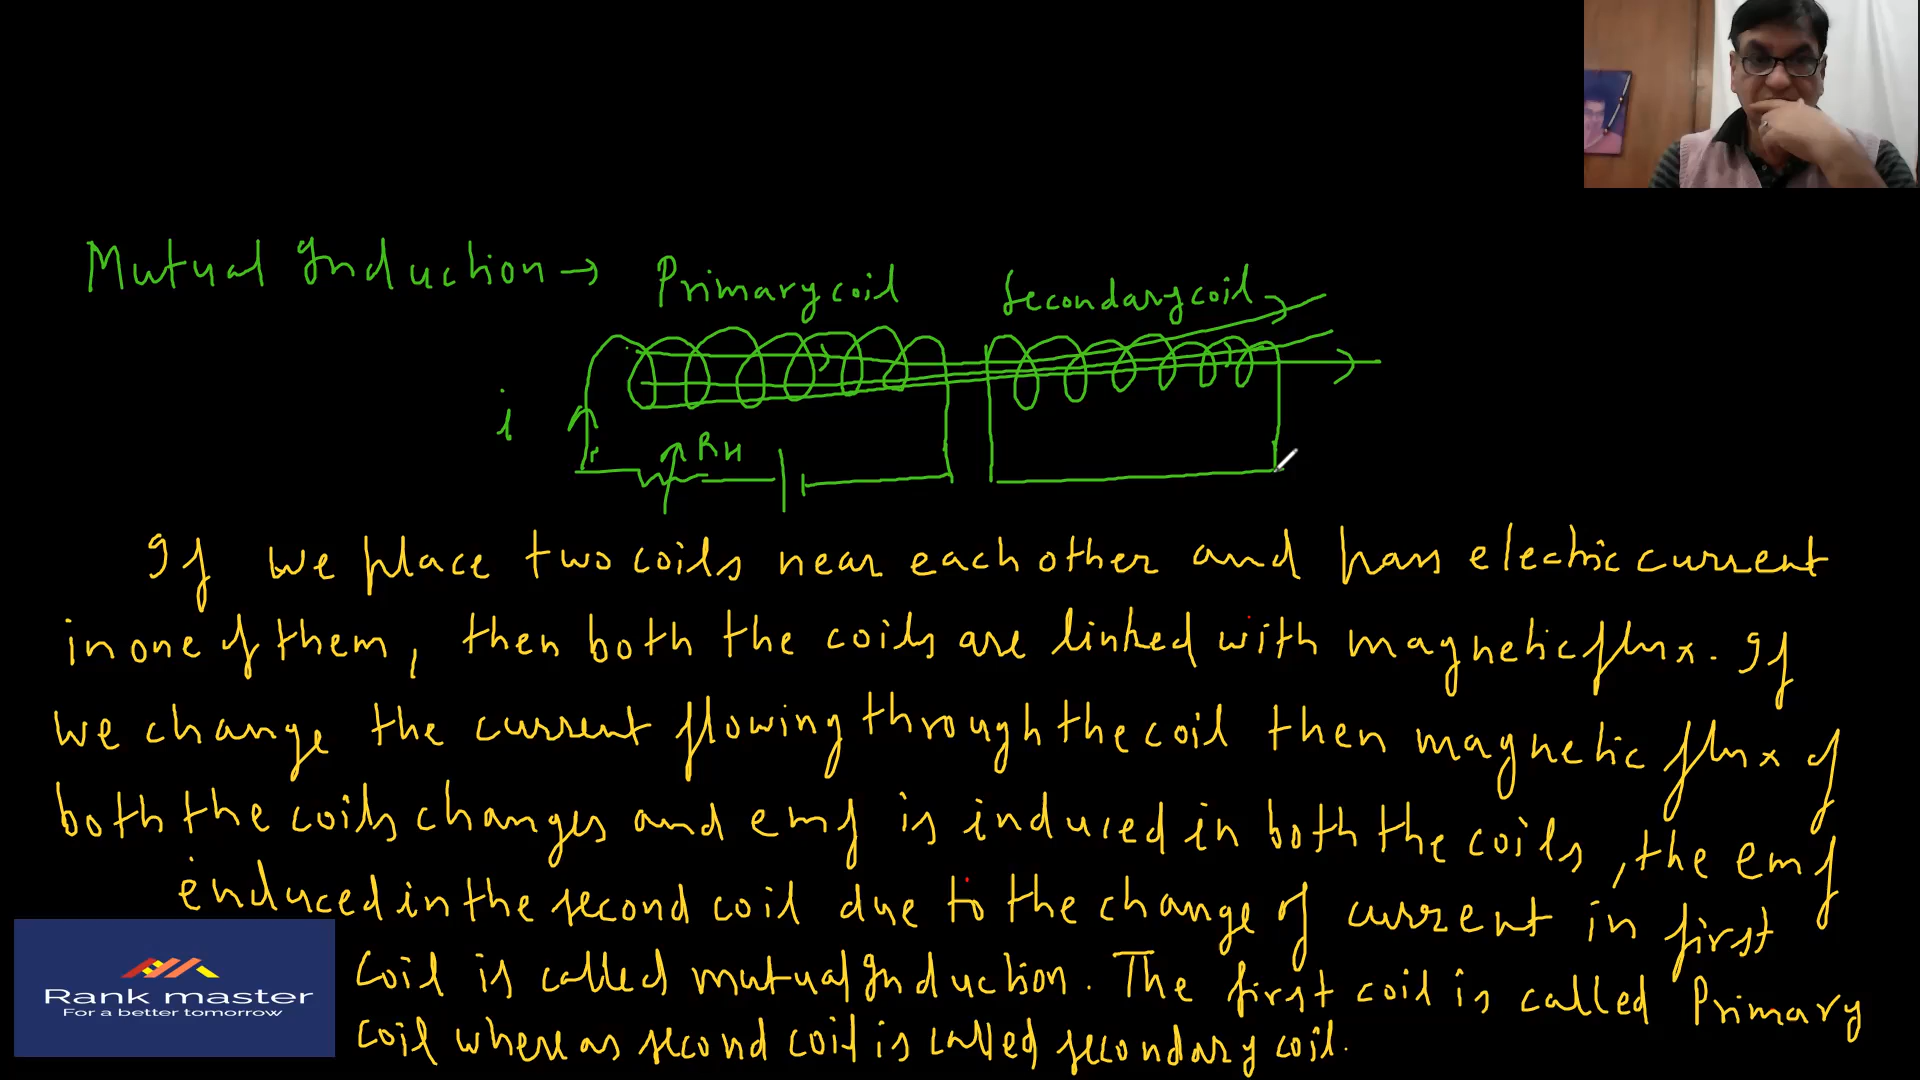 Mutual Induction → Primary coil Secondary coil
i
RH
If we place two coils near each other and pass electric current
in one of them, then both the coils are linked with magnetic flux. If
we change the current flowing through the coil then magnetic flux of
both the coils changes and emf is induced in both the coils, the emf
enduced in the second coil due to the change of current in first
coil is called mutual Induction. The first coil is called Primary
coil where as second coil is called secondary coil.
Rank master
For a better tomorrow